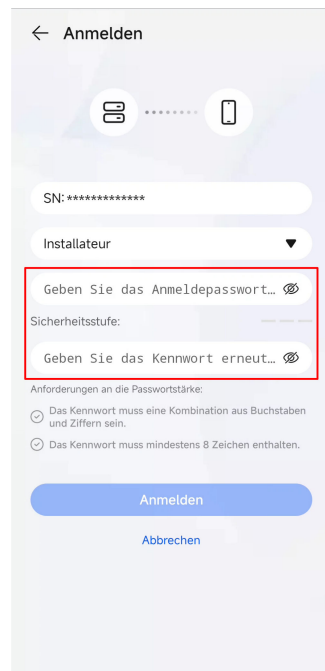 Anmelden
SN:*************
Installateur
Geben Sie das Anmeldepasswort…
Sicherheitsstufe:
Geben Sie das Kennwort erneut…
Anforderungen an die Passwortstärke:
Das Kennwort muss eine Kombination aus Buchstaben
und Ziffern sein.
Das Kennwort muss mindestens 8 Zeichen enthalten.
Anmelden
Abbrechen